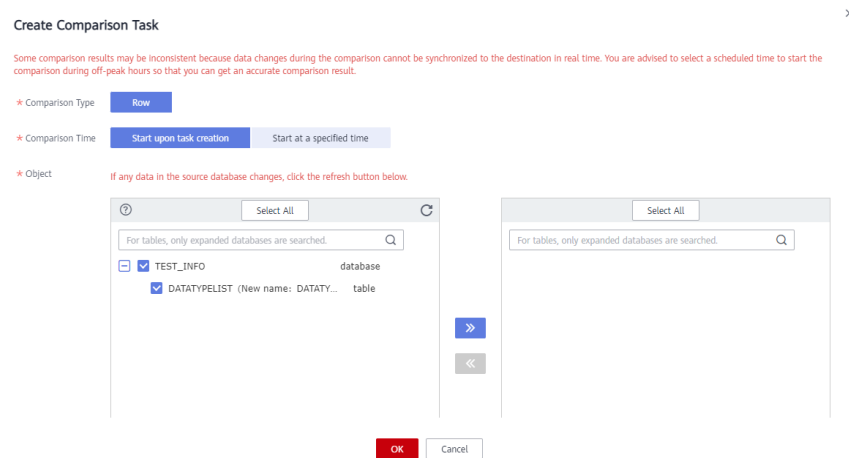 Create Comparison Task
Some comparison results may be inconsistent because data changes during the comparison cannot be synchronized to the destination in real time. You are advised to select a scheduled time to start the
comparison during off-peak hours so that you can get an accurate comparison result.
* Comparison Type Row
* Comparison Time Start upon task creation Start at a specified time
* Object If any data in the source database changes, click the refresh button below.
Select All Select All
For tables, only expanded databases are searched. For tables, only expanded databases are searched.
TEST_INFO database
DATATYPELIST (New name: DATATY... table
OK Cancel